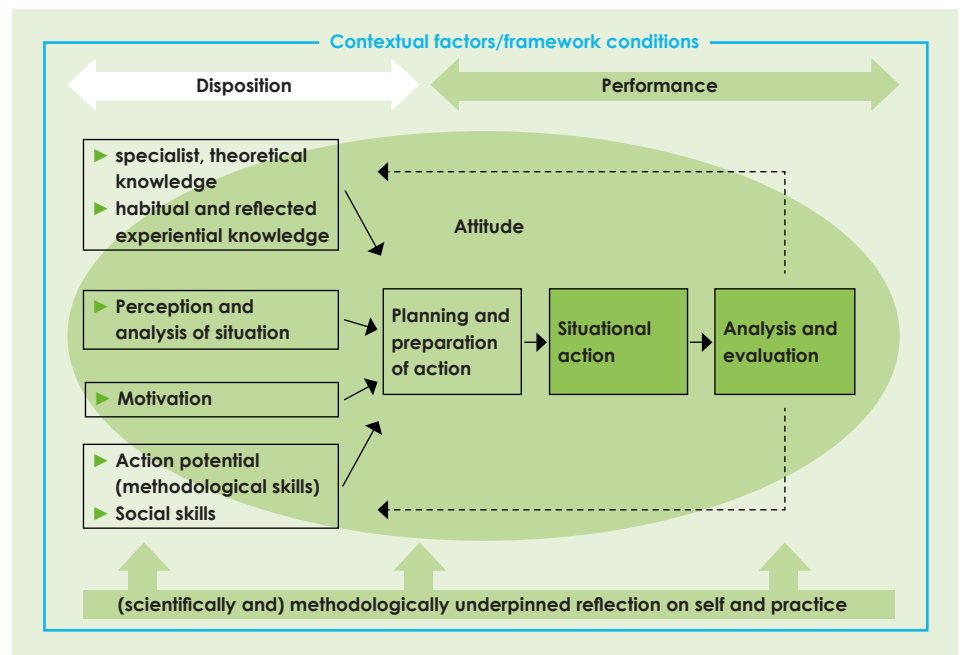 Contextual factors/framework conditions
Disposition
Performance
► specialist, theoretical
knowledge
► habitual and reflected
experiential knowledge
Attitude
► Perception and
analysis of situation
► Motivation
► Action potential
(methodological skills)
► Social skills
Planning and
preparation
of action
Situational
action
Analysis and
evaluation
(scientifically and) methodologically underpinned reflection on self and practice